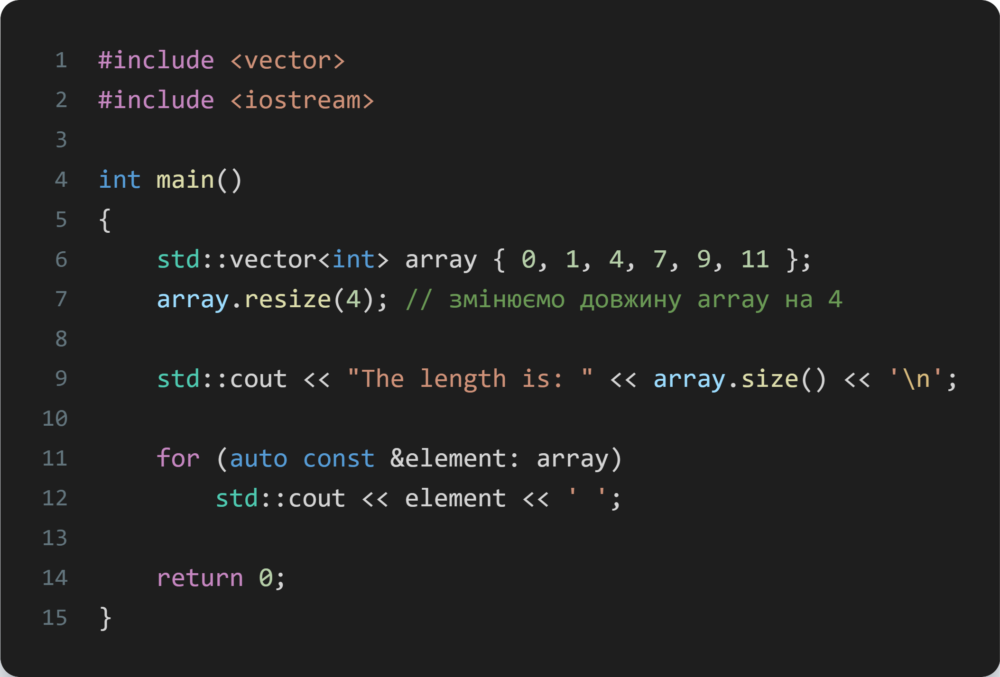 1 #include <vector>
2 #include <iostream>
3
4 int main()
5 {
6     std::vector<int> array { 0, 1, 4, 7, 9, 11 };
7     array.resize(4); // змінюємо довжину array на 4
8
9     std::cout << "The length is: " << array.size() << '\n';
10
11     for (auto const &element: array)
12         std::cout << element << ' ';
13
14     return 0;
15 }